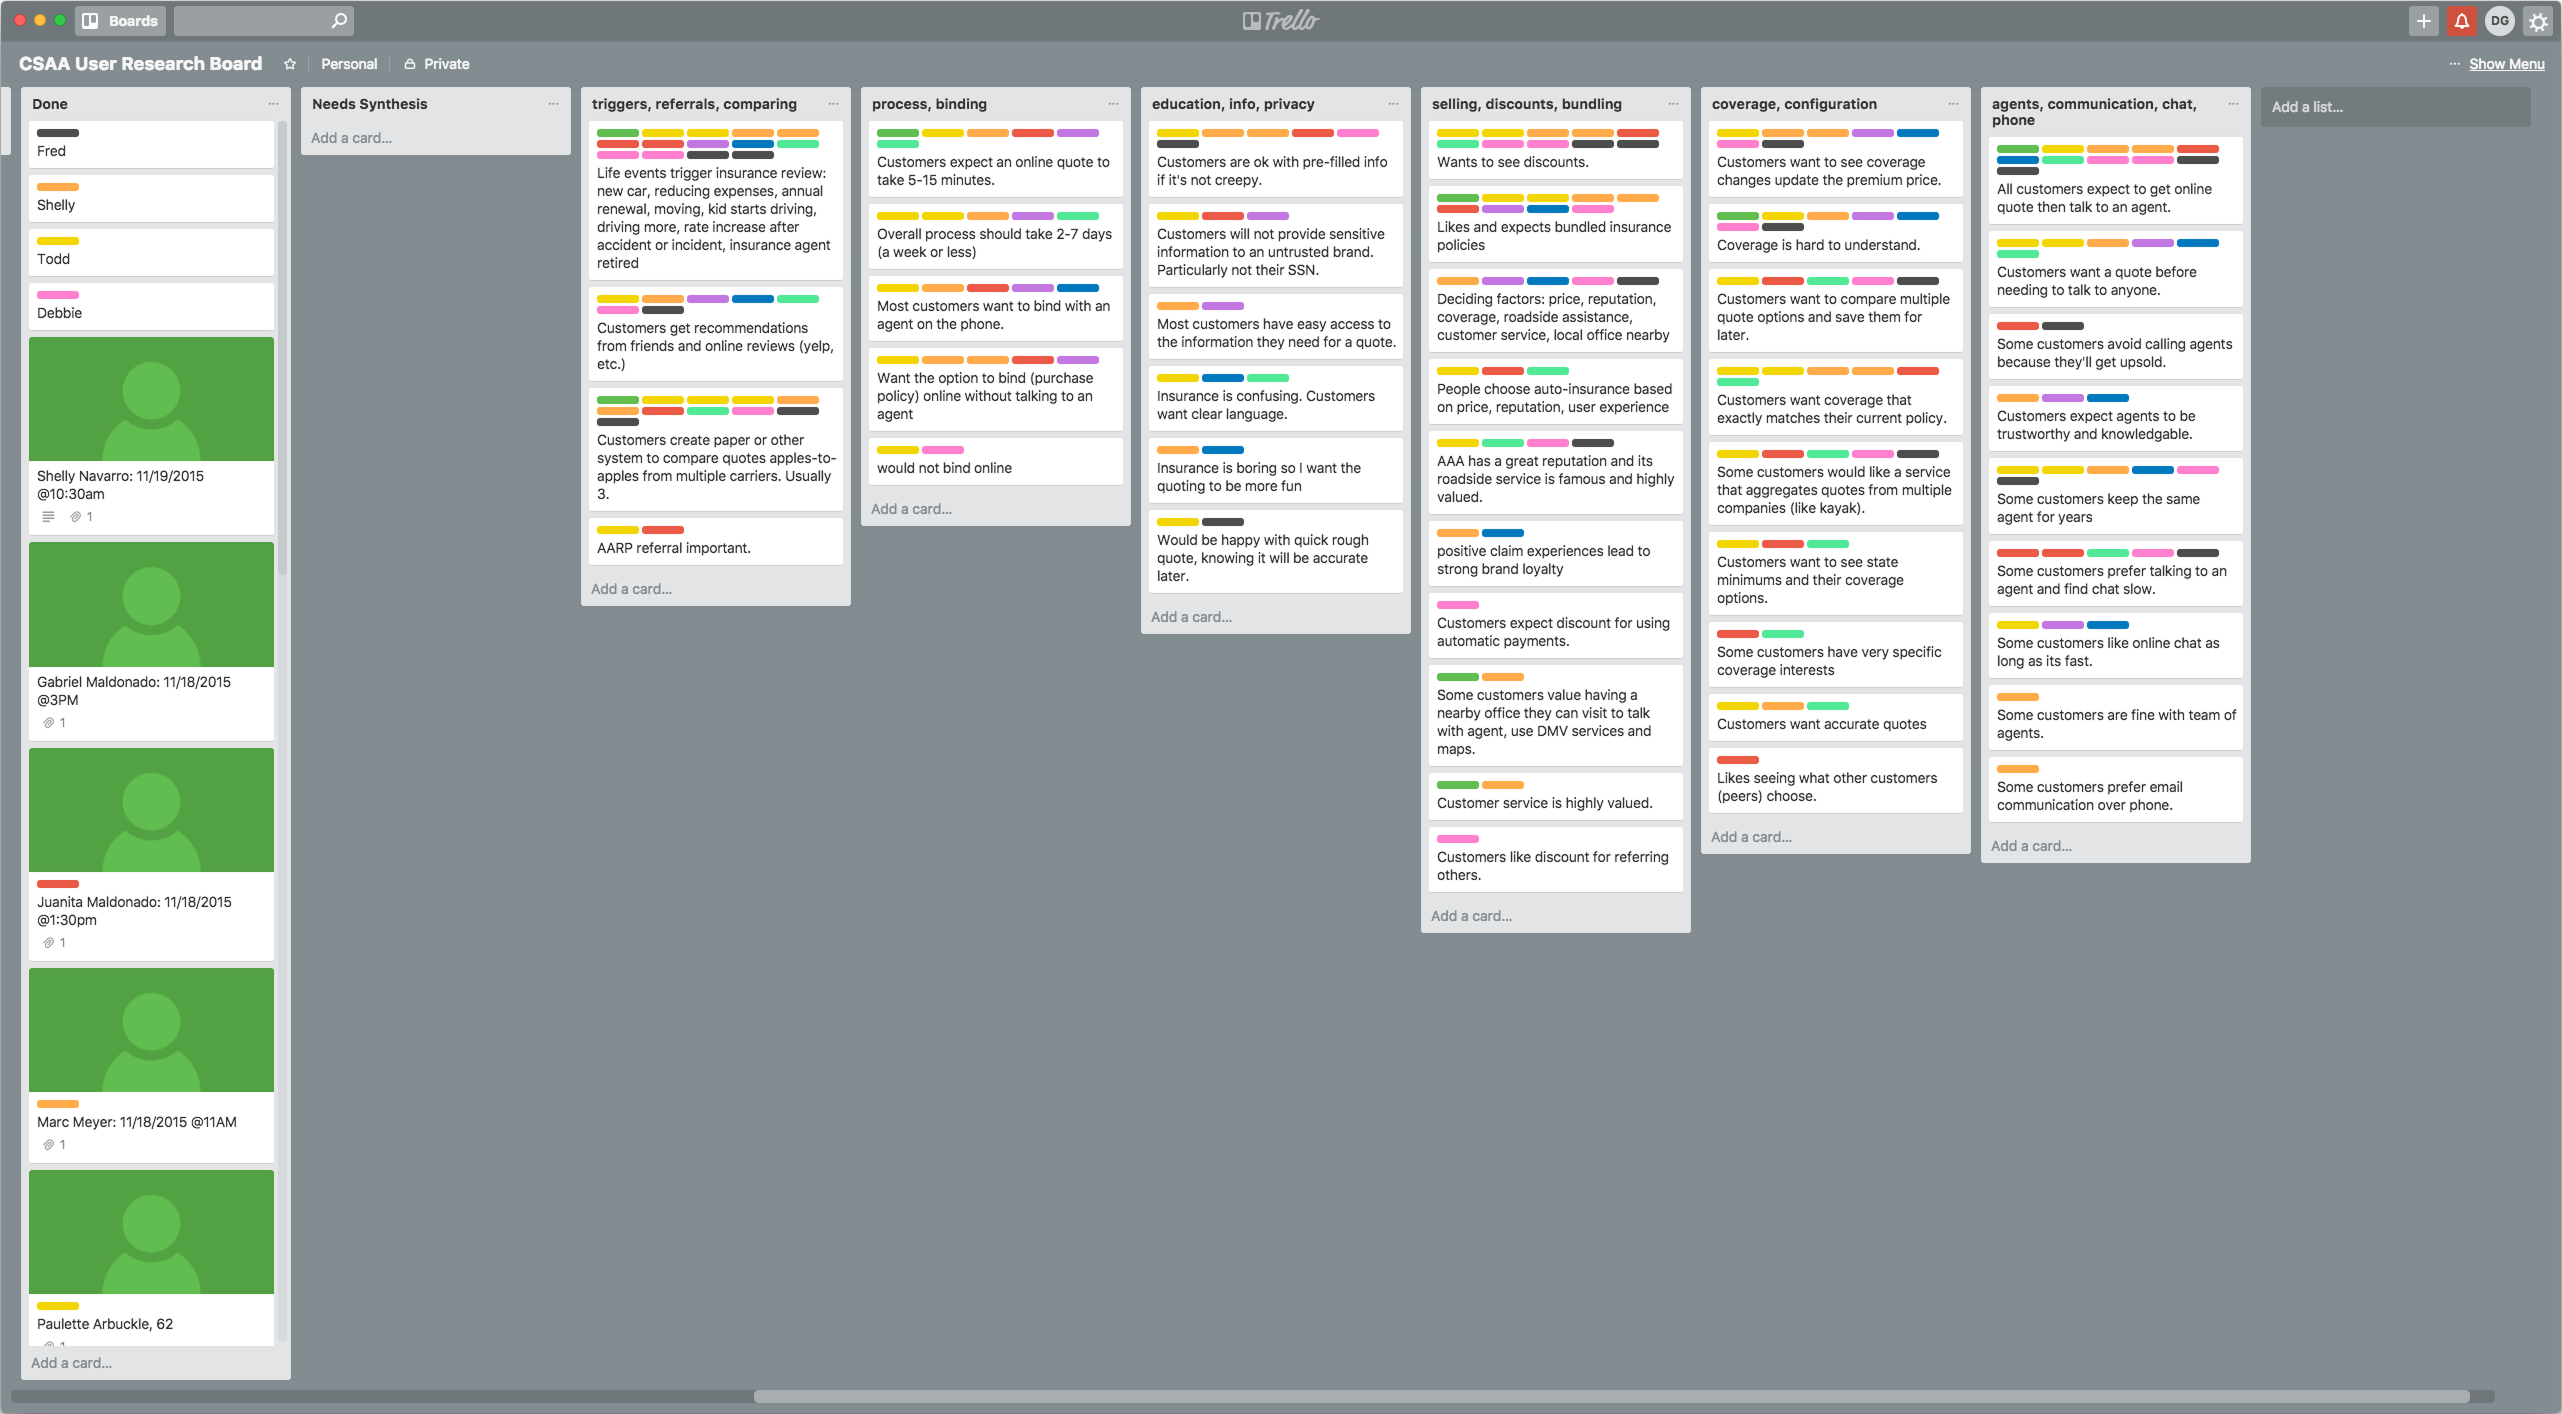 Boards
Trello
DG
CSAA User Research Board
Personal
Private
... Show Menu
Done
Fred
Shelly
Todd
Debbie
Shelly Navarro: 11/19/2015
@10:30am
1
Gabriel Maldonado: 11/18/2015
@3PM
1
Juanita Maldonado: 11/18/2015
@1:30pm
1
Marc Meyer: 11/18/2015 @11AM
1
Paulette Arbuckle, 62
1
Add a card...
Needs Synthesis
Add a card...
triggers, referrals, comparing
Life events trigger insurance review:
new car, reducing expenses, annual
renewal, moving, kid starts driving,
driving more, rate increase after
accident or incident, insurance agent
retired
Customers get recommendations
from friends and online reviews (yelp,
etc.)
Customers create paper or other
system to compare quotes apples-to-
apples from multiple carriers. Usually
3.
AARP referral important.
Add a card...
process, binding
Customers expect an online quote to
take 5-15 minutes.
Overall process should take 2-7 days
(a week or less)
Most customers want to bind with an
agent on the phone.
Want the option to bind (purchase
policy) online without talking to an
agent
would not bind online
Add a card...
education, info, privacy
Customers are ok with pre-filled info
if it's not creepy.
Customers will not provide sensitive
information to an untrusted brand.
Particularly not their SSN.
Most customers have easy access to
the information they need for a quote.
Insurance is confusing. Customers
want clear language.
Insurance is boring so I want the
quoting to be more fun
Would be happy with quick rough
quote, knowing it will be accurate
later.
Add a card...
selling, discounts, bundling
Wants to see discounts.
Likes and expects bundled insurance
policies
Deciding factors: price, reputation,
coverage, roadside assistance,
customer service, local office nearby
People choose auto-insurance based
on price, reputation, user experience
AAA has a great reputation and its
roadside service is famous and highly
valued.
positive claim experiences lead to
strong brand loyalty
Customers expect discount for using
automatic payments.
Some customers value having a
nearby office they can visit to talk
with agent, use DMV services and
maps.
Customer service is highly valued.
Customers like discount for referring
others.
Add a card...
coverage, configuration
Customers want to see coverage
changes update the premium price.
Coverage is hard to understand.
Customers want to compare multiple
quote options and save them for
later.
Customers want coverage that
exactly matches their current policy.
Some customers would like a service
that aggregates quotes from multiple
companies (like kayak).
Customers want to see state
minimums and their coverage
options.
Some customers have very specific
coverage interests
Customers want accurate quotes
Likes seeing what other customers
(peers) choose.
Add a card...
agents, communication, chat,
phone
All customers expect to get online
quote then talk to an agent.
Customers want a quote before
needing to talk to anyone.
Some customers avoid calling agents
because they'll get upsold.
Customers expect agents to be
trustworthy and knowledgable.
Some customers keep the same
agent for years
Some customers prefer talking to an
agent and find chat slow.
Some customers like online chat as
long as its fast.
Some customers are fine with team of
agents.
Some customers prefer email
communication over phone.
Add a card...
Add a list...